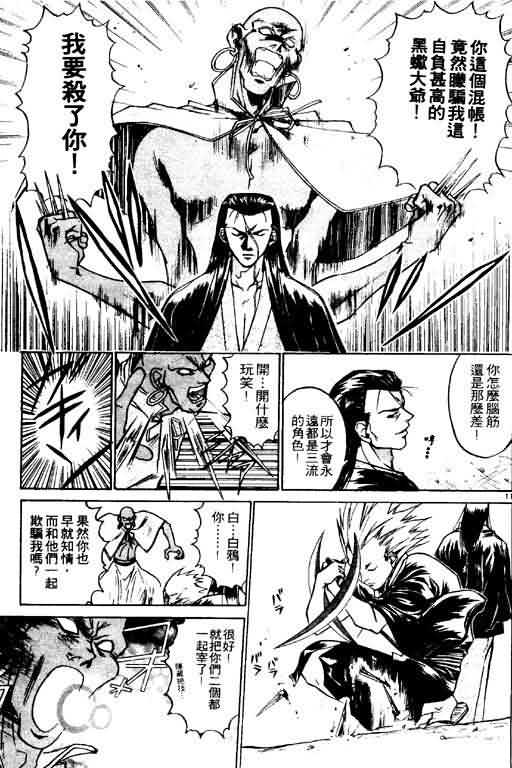 你這個混帳！
竟然矇騙我這
自負甚高的
黑蠍大爺！
我要殺了你！
你怎麼腦筋
還是那麼差！
所以才會永
遠都是三流
的角色！
開…開什麼
玩笑！
白…白鴉！
你……
果然你也
早就知情，
而和他們一起
欺騙我嗎？
很好！
就把你們二個都
一起宰了！